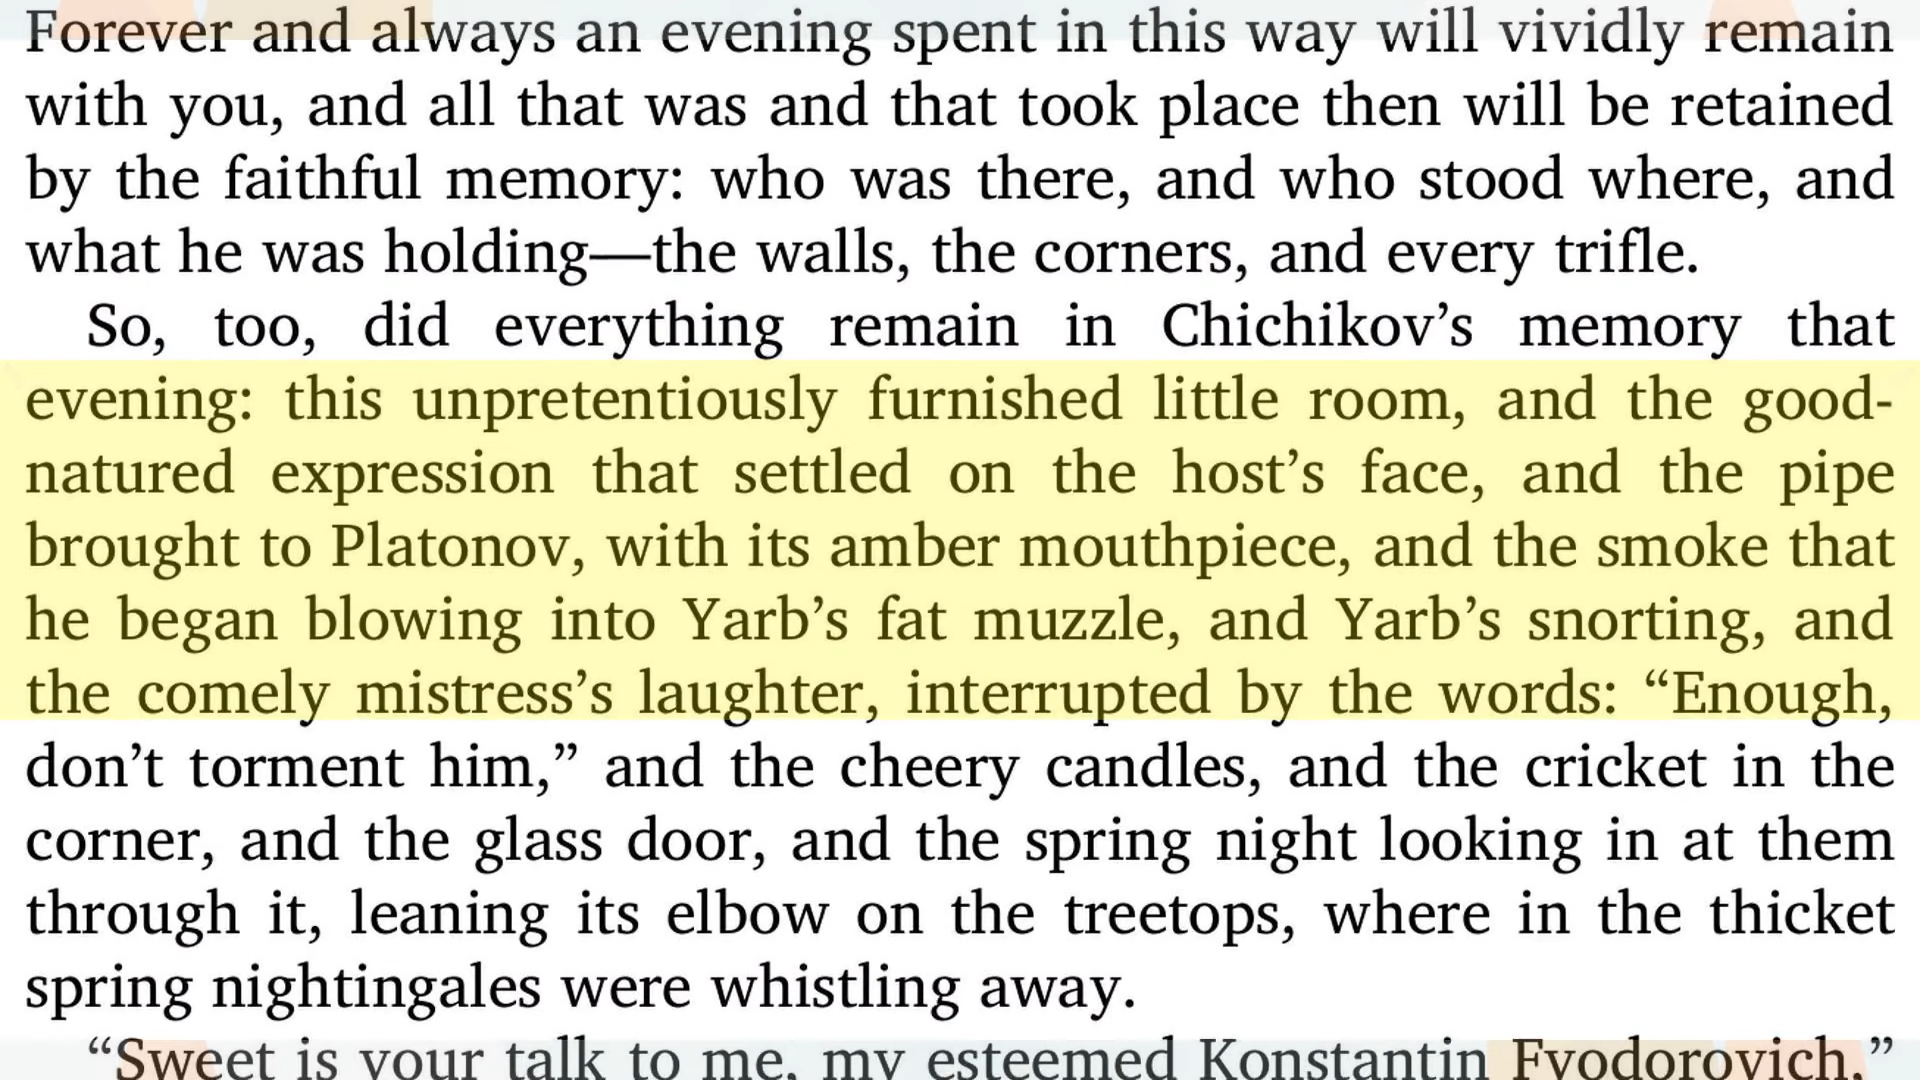 Forever and always an evening spent in this way will vividly remain
with you, and all that was and that took place then will be retained
by the faithful memory: who was there, and who stood where, and
what he was holding—the walls, the corners, and every trifle.
So, too, did everything remain in Chichikov’s memory that
evening: this unpretentiously furnished little room, and the good-
natured expression that settled on the host’s face, and the pipe
brought to Platonov, with its amber mouthpiece, and the smoke that
he began blowing into Yarb’s fat muzzle, and Yarb’s snorting, and
the comely mistress’s laughter, interrupted by the words: “Enough,
don’t torment him,” and the cheery candles, and the cricket in the
corner, and the glass door, and the spring night looking in at them
through it, leaning its elbow on the treetops, where in the thicket
spring nightingales were whistling away.
“Sweet is your talk to me, my esteemed Konstantin Fyodorovich,”